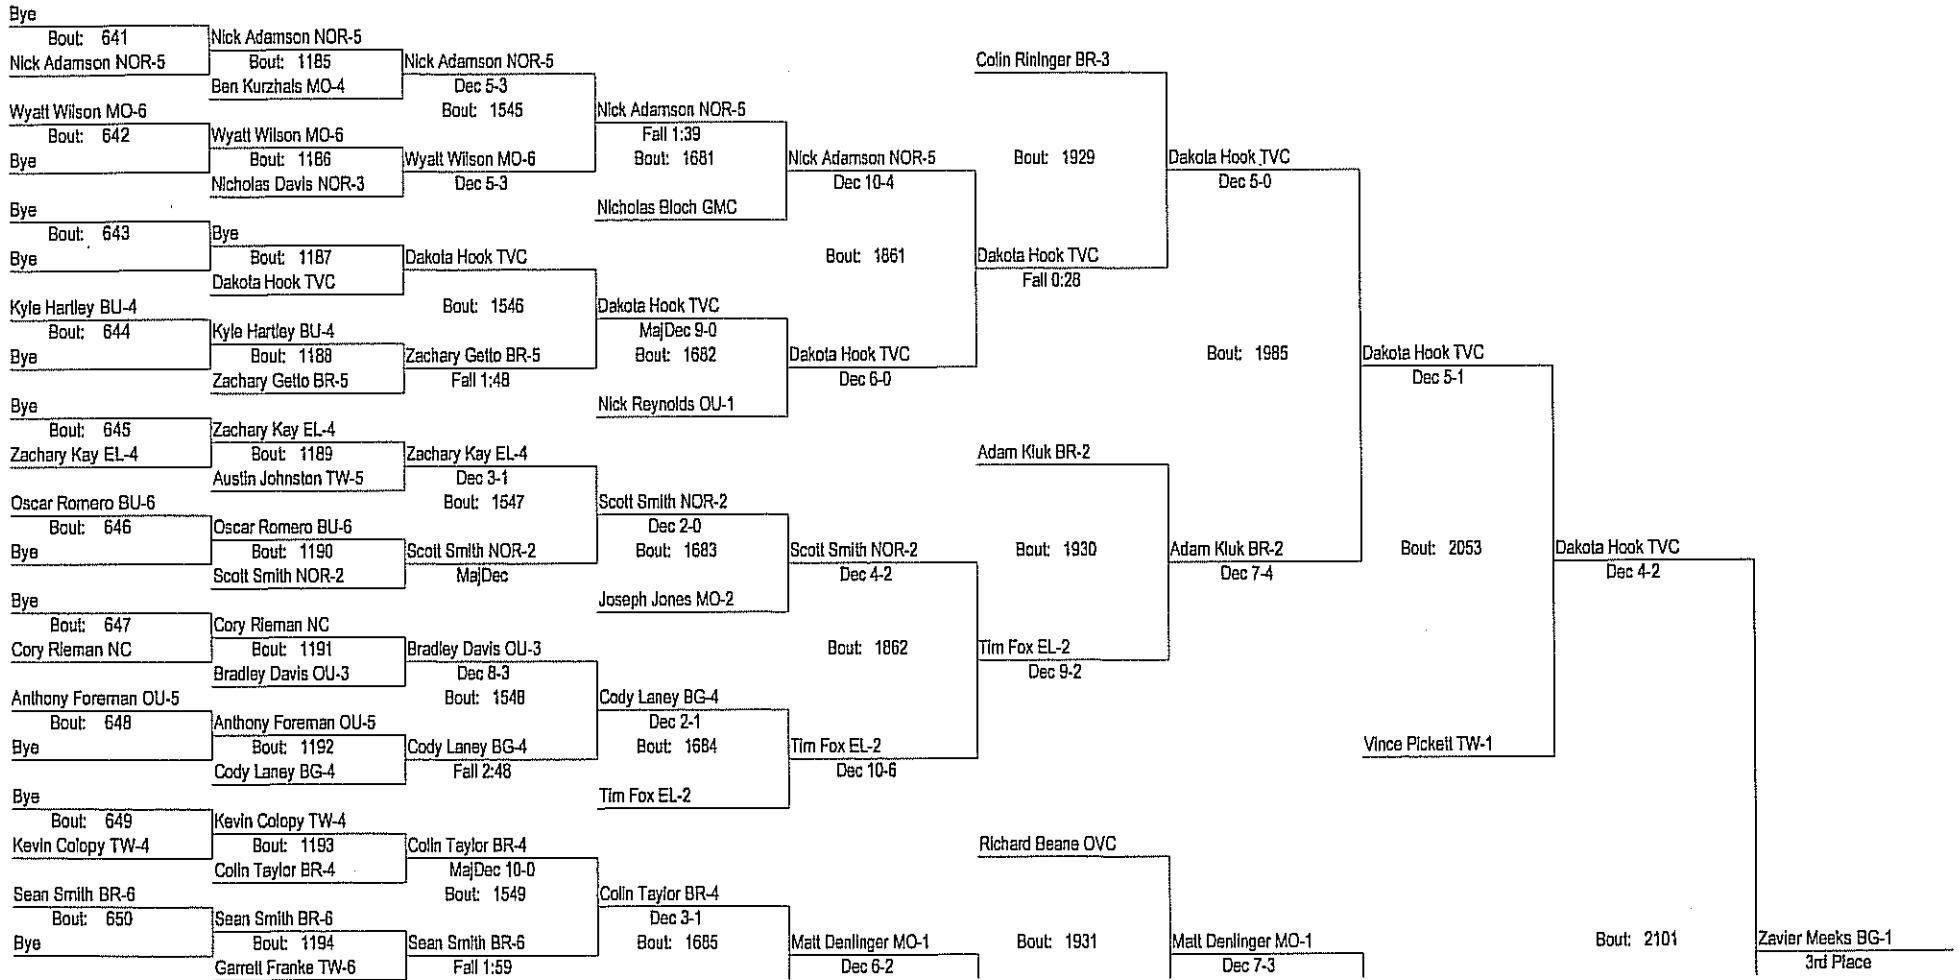 Bye
Bout: 641
Nick Adamson NOR-5
Wyatt Wilson MO-6
Bout: 642
Bye
Bye
Bout: 643
Bye
Kyle Hartley BU-4
Bout: 644
Bye
Bye
Bout: 645
Zachary Kay EL-4
Oscar Romero BU-6
Bout: 646
Bye
Bye
Bout: 647
Cory Rieman NC
Anthony Foreman OU-5
Bout: 648
Bye
Bye
Bout: 649
Kevin Colopy TW-4
Sean Smith BR-6
Bout: 650
Bye
Nick Adamson NOR-5
Bout: 1185
Ben Kurzhals MO-4
Wyatt Wilson MO-6
Bout: 1186
Nicholas Davis NOR-3
Bye
Bout: 1187
Dakota Hook TVC
Kyle Hartley BU-4
Bout: 1188
Zachary Getto BR-5
Zachary Kay EL-4
Bout: 1189
Austin Johnston TW-5
Oscar Romero BU-6
Bout: 1190
Scott Smith NOR-2
Cory Rieman NC
Bout: 1191
Bradley Davis OU-3
Anthony Foreman OU-5
Bout: 1192
Cody Laney BG-4
Kevin Colopy TW-4
Bout: 1193
Colin Taylor BR-4
Sean Smith BR-6
Bout: 1194
Garrett Franke TW-6
Nick Adamson NOR-5
Dec 5-3
Bout: 1545
Wyatt Wilson MO-6
Dec 5-3
Dakota Hook TVC
Bout: 1546
Zachary Getto BR-5
Fall 1:48
Zachary Kay EL-4
Dec 3-1
Bout: 1547
Scott Smith NOR-2
MajDec
Bradley Davis OU-3
Dec 8-3
Bout: 1548
Cody Laney BG-4
Fall 2:48
Colin Taylor BR-4
MajDec 10-0
Bout: 1549
Sean Smith BR-6
Fall 1:59
Nick Adamson NOR-5
Fall 1:39
Bout: 1681
Nicholas Bloch GMC
Dakota Hook TVC
MajDec 9-0
Bout: 1682
Nick Reynolds OU-1
Scott Smith NOR-2
Dec 2-0
Bout: 1683
Joseph Jones MO-2
Cody Laney BG-4
Dec 2-1
Bout: 1684
Tim Fox EL-2
Colin Taylor BR-4
Dec 3-1
Bout: 1685
Nick Adamson NOR-5
Dec 10-4
Bout: 1861
Dakota Hook TVC
Dec 6-0
Scott Smith NOR-2
Dec 4-2
Bout: 1862
Tim Fox EL-2
Dec 10-6
Matt Denlinger MO-1
Dec 6-2
Colin Rininger BR-3
Bout: 1929
Dakota Hook TVC
Fall 0:28
Adam Kluk BR-2
Bout: 1930
Tim Fox EL-2
Dec 9-2
Richard Beane OVC
Bout: 1931
Dakota Hook TVC
Dec 5-0
Bout: 1985
Adam Kluk BR-2
Dec 7-4
Matt Denlinger MO-1
Dec 7-3
Dakota Hook TVC
Dec 5-1
Bout: 2053
Vince Pickett TW-1
Dakota Hook TVC
Dec 4-2
Bout: 2101
Zavier Meeks BG-1
3rd Place